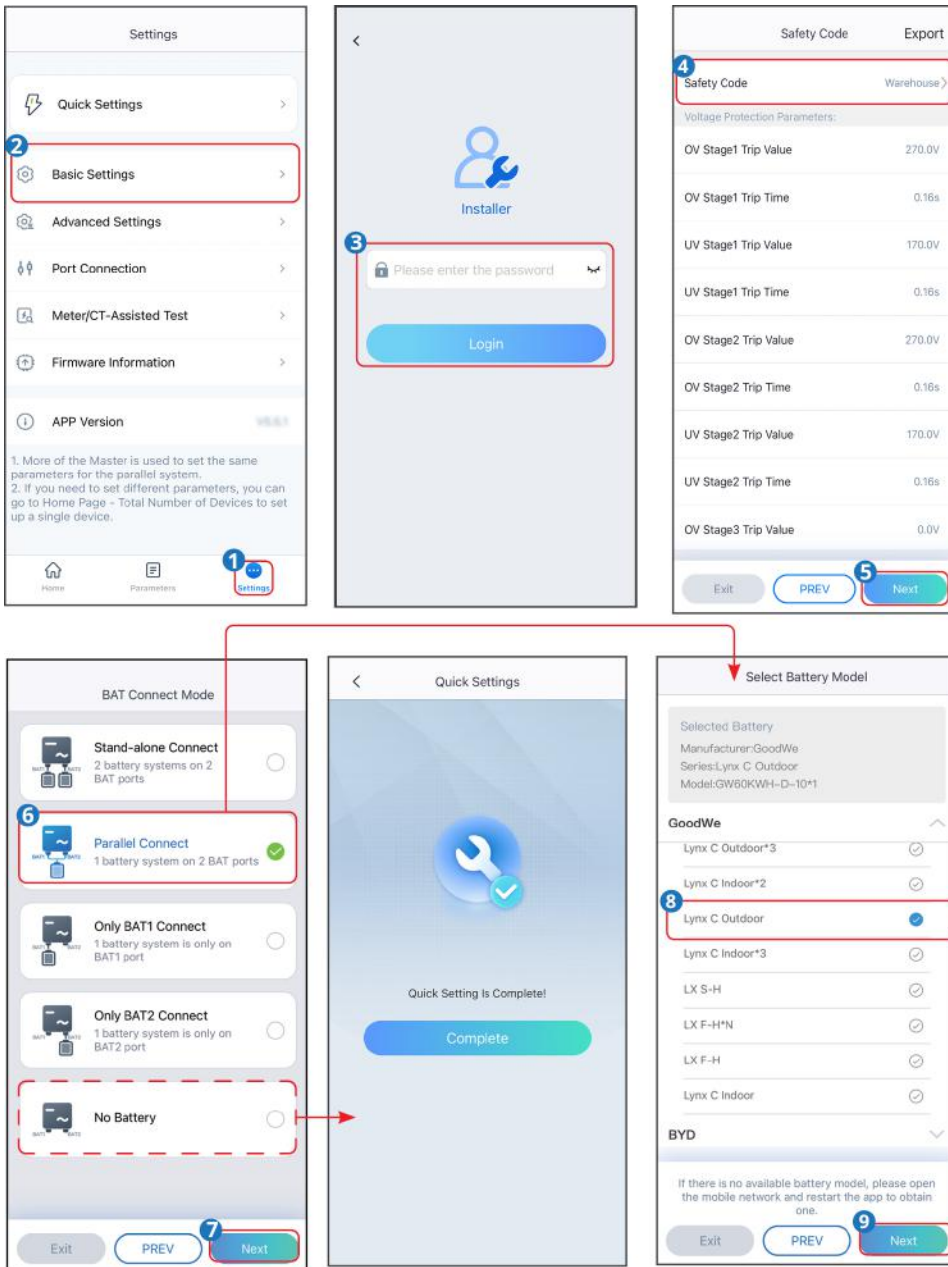 Settings
Quick Settings
2
Basic Settings
Advanced Settings
Port Connection
Meter/CT-Assisted Test
Firmware Information
APP Version
1. More of the Master is used to set the same
parameters for the parallel system.
2. If you need to set different parameters, you can
go to Home Page - Total Number of Devices to set
up a single device.
1
Home
Parameters
Settings
Installer
3
Please enter the password
Login
Safety Code
Export
4
Safety Code
Warehouse
Voltage Protection Parameters:
OV Stage1 Trip Value
270.0V
OV Stage1 Trip Time
0.16s
UV Stage1 Trip Value
170.0V
UV Stage1 Trip Time
0.16s
OV Stage2 Trip Value
270.0V
OV Stage2 Trip Time
0.16s
UV Stage2 Trip Value
170.0V
UV Stage2 Trip Time
0.16s
OV Stage3 Trip Value
0.0V
5
Exit
PREV
Next
BAT Connect Mode
Stand-alone Connect
2 battery systems on 2
BAT ports
BAT1 BAT2
6
Parallel Connect
1 battery system on 2 BAT ports
BAT1 BAT2
Only BAT1 Connect
1 battery system is only on
BAT1 port
BAT1 BAT2
Only BAT2 Connect
1 battery system is only on
BAT2 port
BAT1 BAT2
No Battery
BAT1 BAT2
7
Exit
PREV
Next
Quick Settings
Quick Setting Is Complete!
Complete
Select Battery Model
Selected Battery
Manufacturer:GoodWe
Series:Lynx C Outdoor
Model:GW60KWH-D-10*1
GoodWe
Lynx C Outdoor*3
Lynx C Indoor*2
8
Lynx C Outdoor
Lynx C Indoor*3
LX S-H
LX F-H*N
LX F-H
Lynx C Indoor
BYD
If there is no available battery model, please open
the mobile network and restart the app to obtain
one.
9
Exit
PREV
Next